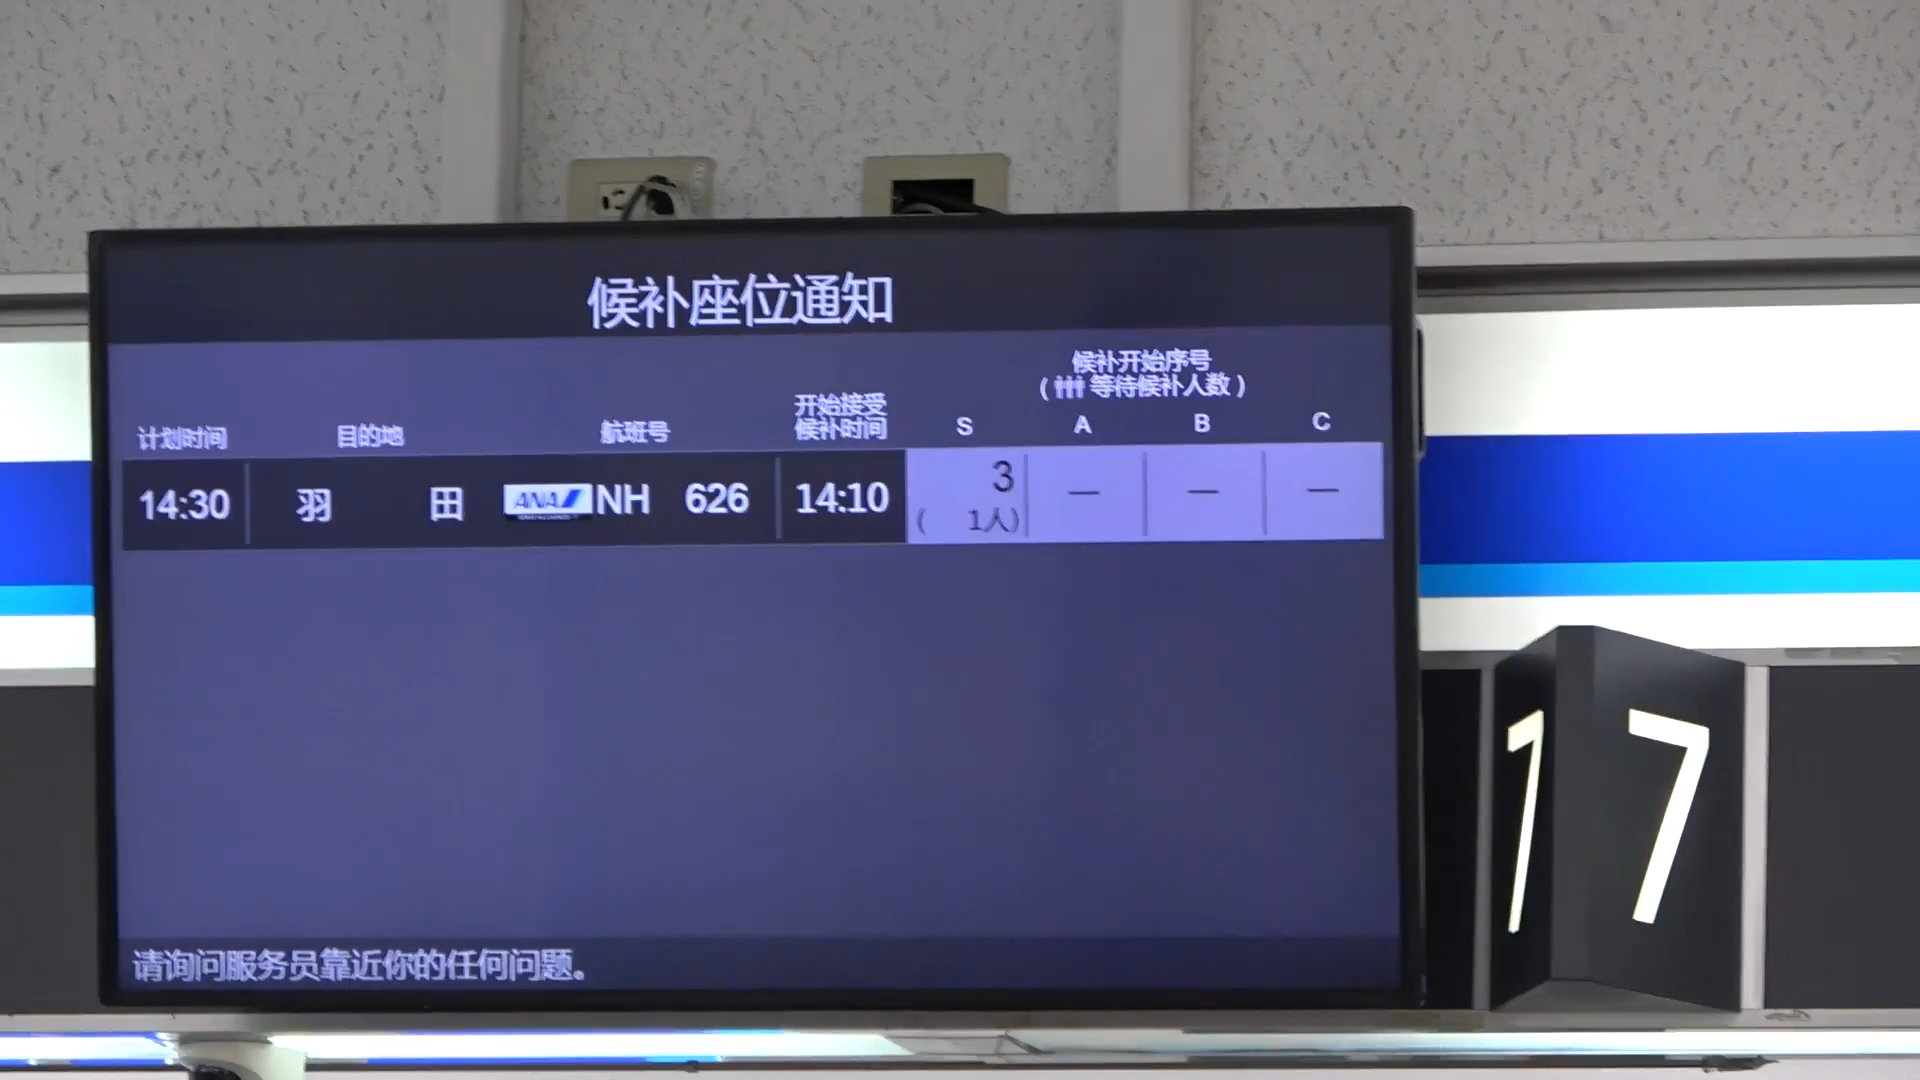 候补座位通知
候补开始序号
( 等待候补人数 )
计划时间 目的地 航班号 开始接受候补时间 S A B C
14:30 羽 田 ANA NH 626 14:10 3 — — —
( 1人)
请询问服务员靠近你的任何问题。
1 7